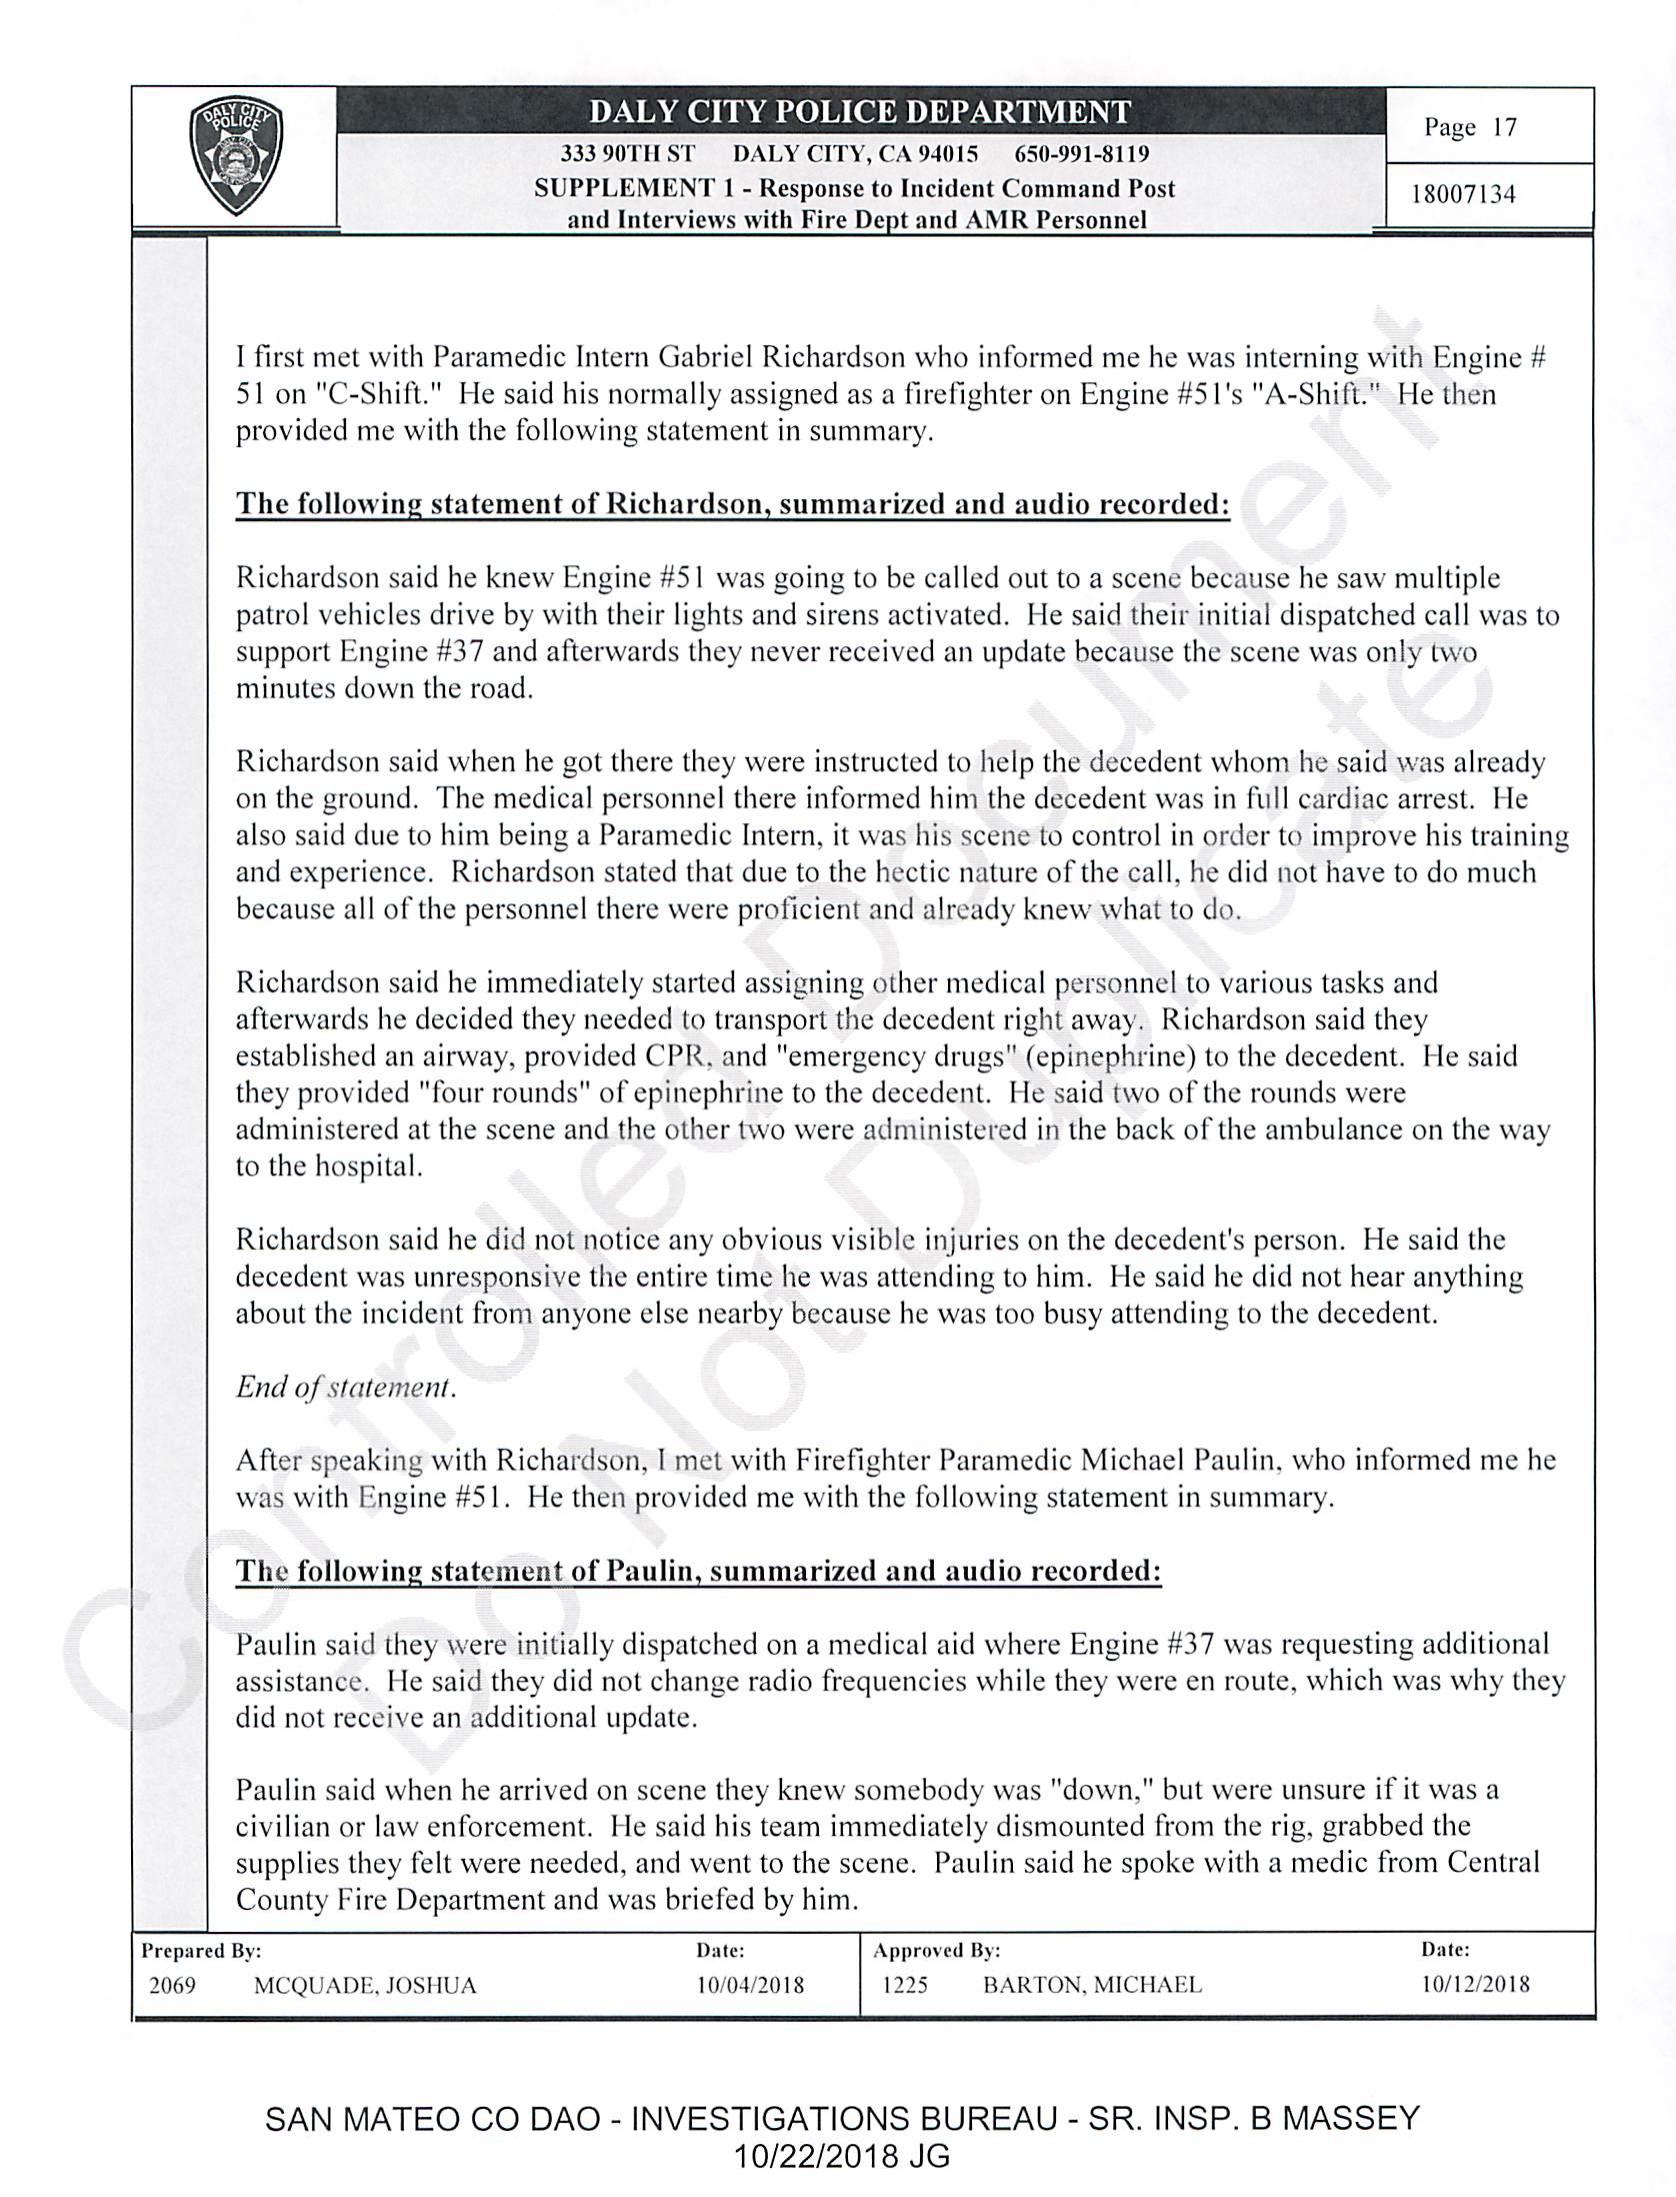 DALY CITY POLICE
DALY CITY POLICE DEPARTMENT
333 90TH ST DALY CITY, CA 94015 650-991-8119
SUPPLEMENT 1 - Response to Incident Command Post
and Interviews with Fire Dept and AMR Personnel
Page 17
18007134
I first met with Paramedic Intern Gabriel Richardson who informed me he was interning with Engine #
51 on "C-Shift." He said his normally assigned as a firefighter on Engine #51's "A-Shift." He then
provided me with the following statement in summary.
The following statement of Richardson, summarized and audio recorded:
Richardson said he knew Engine #51 was going to be called out to a scene because he saw multiple
patrol vehicles drive by with their lights and sirens activated. He said their initial dispatched call was to
support Engine #37 and afterwards they never received an update because the scene was only two
minutes down the road.
Richardson said when he got there they were instructed to help the decedent whom he said was already
on the ground. The medical personnel there informed him the decedent was in full cardiac arrest. He
also said due to him being a Paramedic Intern, it was his scene to control in order to improve his training
and experience. Richardson stated that due to the hectic nature of the call, he did not have to do much
because all of the personnel there were proficient and already knew what to do.
Richardson said he immediately started assigning other medical personnel to various tasks and
afterwards he decided they needed to transport the decedent right away. Richardson said they
established an airway, provided CPR, and "emergency drugs" (epinephrine) to the decedent. He said
they provided "four rounds" of epinephrine to the decedent. He said two of the rounds were
administered at the scene and the other two were administered in the back of the ambulance on the way
to the hospital.
Richardson said he did not notice any obvious visible injuries on the decedent's person. He said the
decedent was unresponsive the entire time he was attending to him. He said he did not hear anything
about the incident from anyone else nearby because he was too busy attending to the decedent.
End of statement.
After speaking with Richardson, I met with Firefighter Paramedic Michael Paulin, who informed me he
was with Engine #51. He then provided me with the following statement in summary.
The following statement of Paulin, summarized and audio recorded:
Paulin said they were initially dispatched on a medical aid where Engine #37 was requesting additional
assistance. He said they did not change radio frequencies while they were en route, which was why they
did not receive an additional update.
Paulin said when he arrived on scene they knew somebody was "down," but were unsure if it was a
civilian or law enforcement. He said his team immediately dismounted from the rig, grabbed the
supplies they felt were needed, and went to the scene. Paulin said he spoke with a medic from Central
County Fire Department and was briefed by him.
Controlled Document
Do Not Duplicate
Prepared By: Date: Approved By: Date:
2069 MCQUADE, JOSHUA 10/04/2018 1225 BARTON, MICHAEL 10/12/2018
SAN MATEO CO DAO - INVESTIGATIONS BUREAU - SR. INSP. B MASSEY
10/22/2018 JG